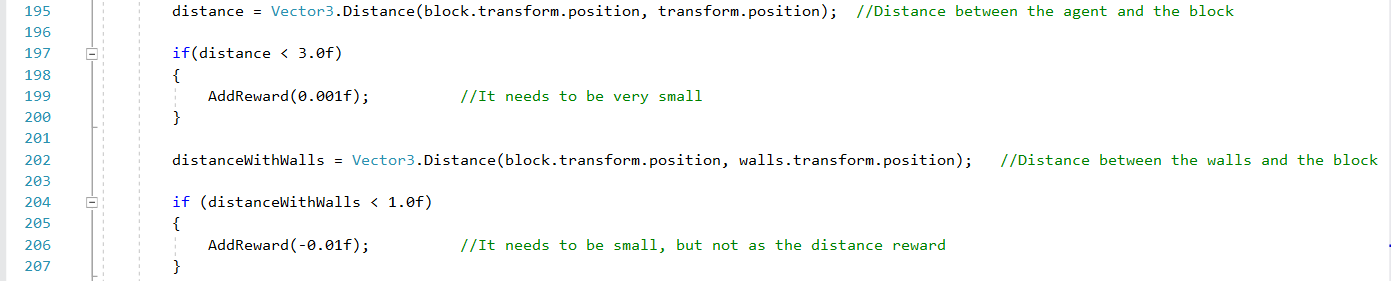 195 distance = Vector3.Distance(block.transform.position, transform.position);  //Distance between the agent and the block
196
197 if(distance < 3.0f)
198 {
199     AddReward(0.001f);          //It needs to be very small
200 }
201
202 distanceWithWalls = Vector3.Distance(block.transform.position, walls.transform.position);   //Distance between the walls and the block
203
204 if (distanceWithWalls < 1.0f)
205 {
206     AddReward(-0.01f);          //It needs to be small, but not as the distance reward
207 }